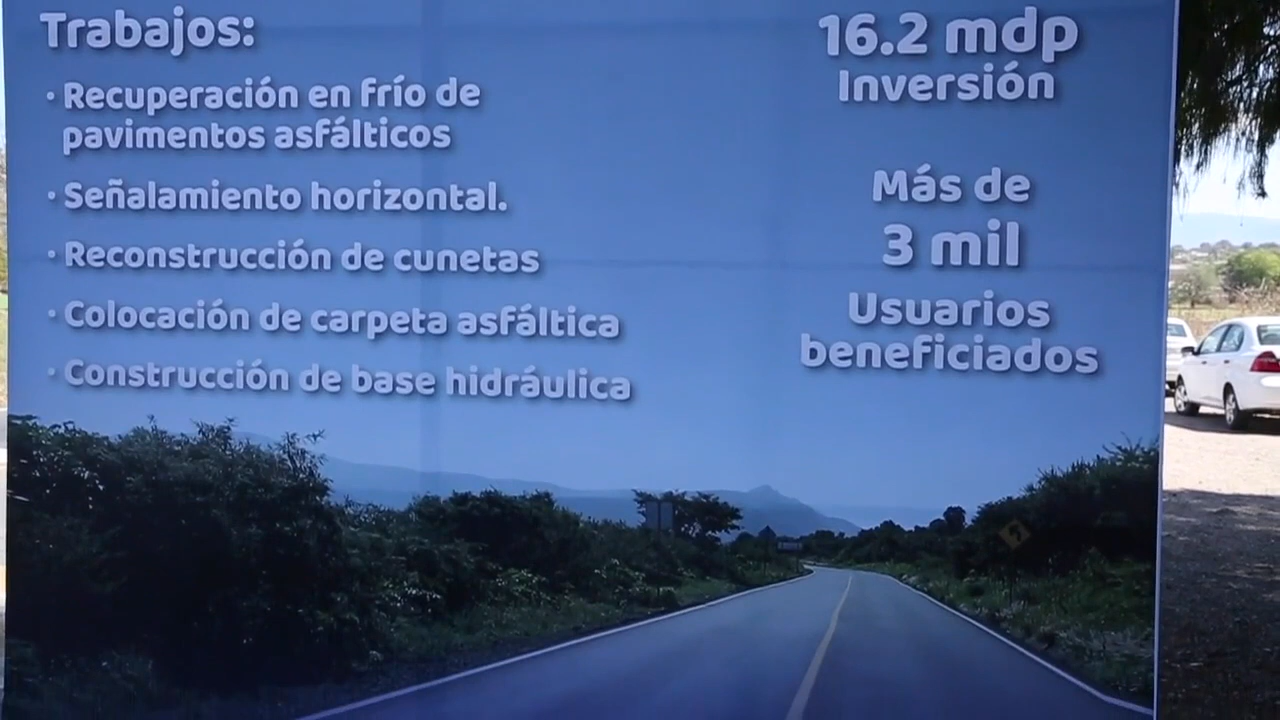 Trabajos:
• Recuperación en frío de
pavimentos asfálticos
• Señalamiento horizontal.
• Reconstrucción de cunetas
• Colocación de carpeta asfáltica
• Construcción de base hidráulica
16.2 mdp
Inversión
Más de
3 mil
Usuarios
beneficiados